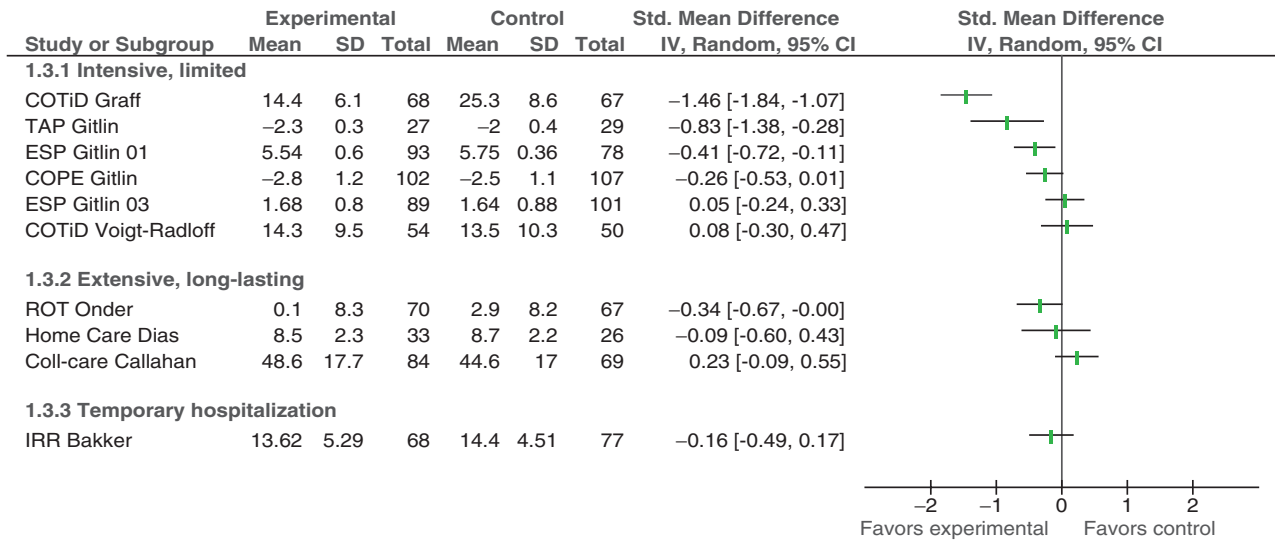 Experimental Control Std. Mean Difference Std. Mean Difference
Study or Subgroup Mean SD Total Mean SD Total IV, Random, 95% CI IV, Random, 95% CI
1.3.1 Intensive, limited
COTiD Graff 14.4 6.1 68 25.3 8.6 67 −1.46 [-1.84, -1.07]
TAP Gitlin −2.3 0.3 27 −2 0.4 29 −0.83 [-1.38, -0.28]
ESP Gitlin 01 5.54 0.6 93 5.75 0.36 78 −0.41 [-0.72, -0.11]
COPE Gitlin −2.8 1.2 102 −2.5 1.1 107 −0.26 [-0.53, 0.01]
ESP Gitlin 03 1.68 0.8 89 1.64 0.88 101 0.05 [-0.24, 0.33]
COTiD Voigt-Radloff 14.3 9.5 54 13.5 10.3 50 0.08 [-0.30, 0.47]
1.3.2 Extensive, long-lasting
ROT Onder 0.1 8.3 70 2.9 8.2 67 −0.34 [-0.67, -0.00]
Home Care Dias 8.5 2.3 33 8.7 2.2 26 −0.09 [-0.60, 0.43]
Coll-care Callahan 48.6 17.7 84 44.6 17 69 0.23 [-0.09, 0.55]
1.3.3 Temporary hospitalization
IRR Bakker 13.62 5.29 68 14.4 4.51 77 −0.16 [-0.49, 0.17]
−2 −1 0 1 2
Favors experimental Favors control